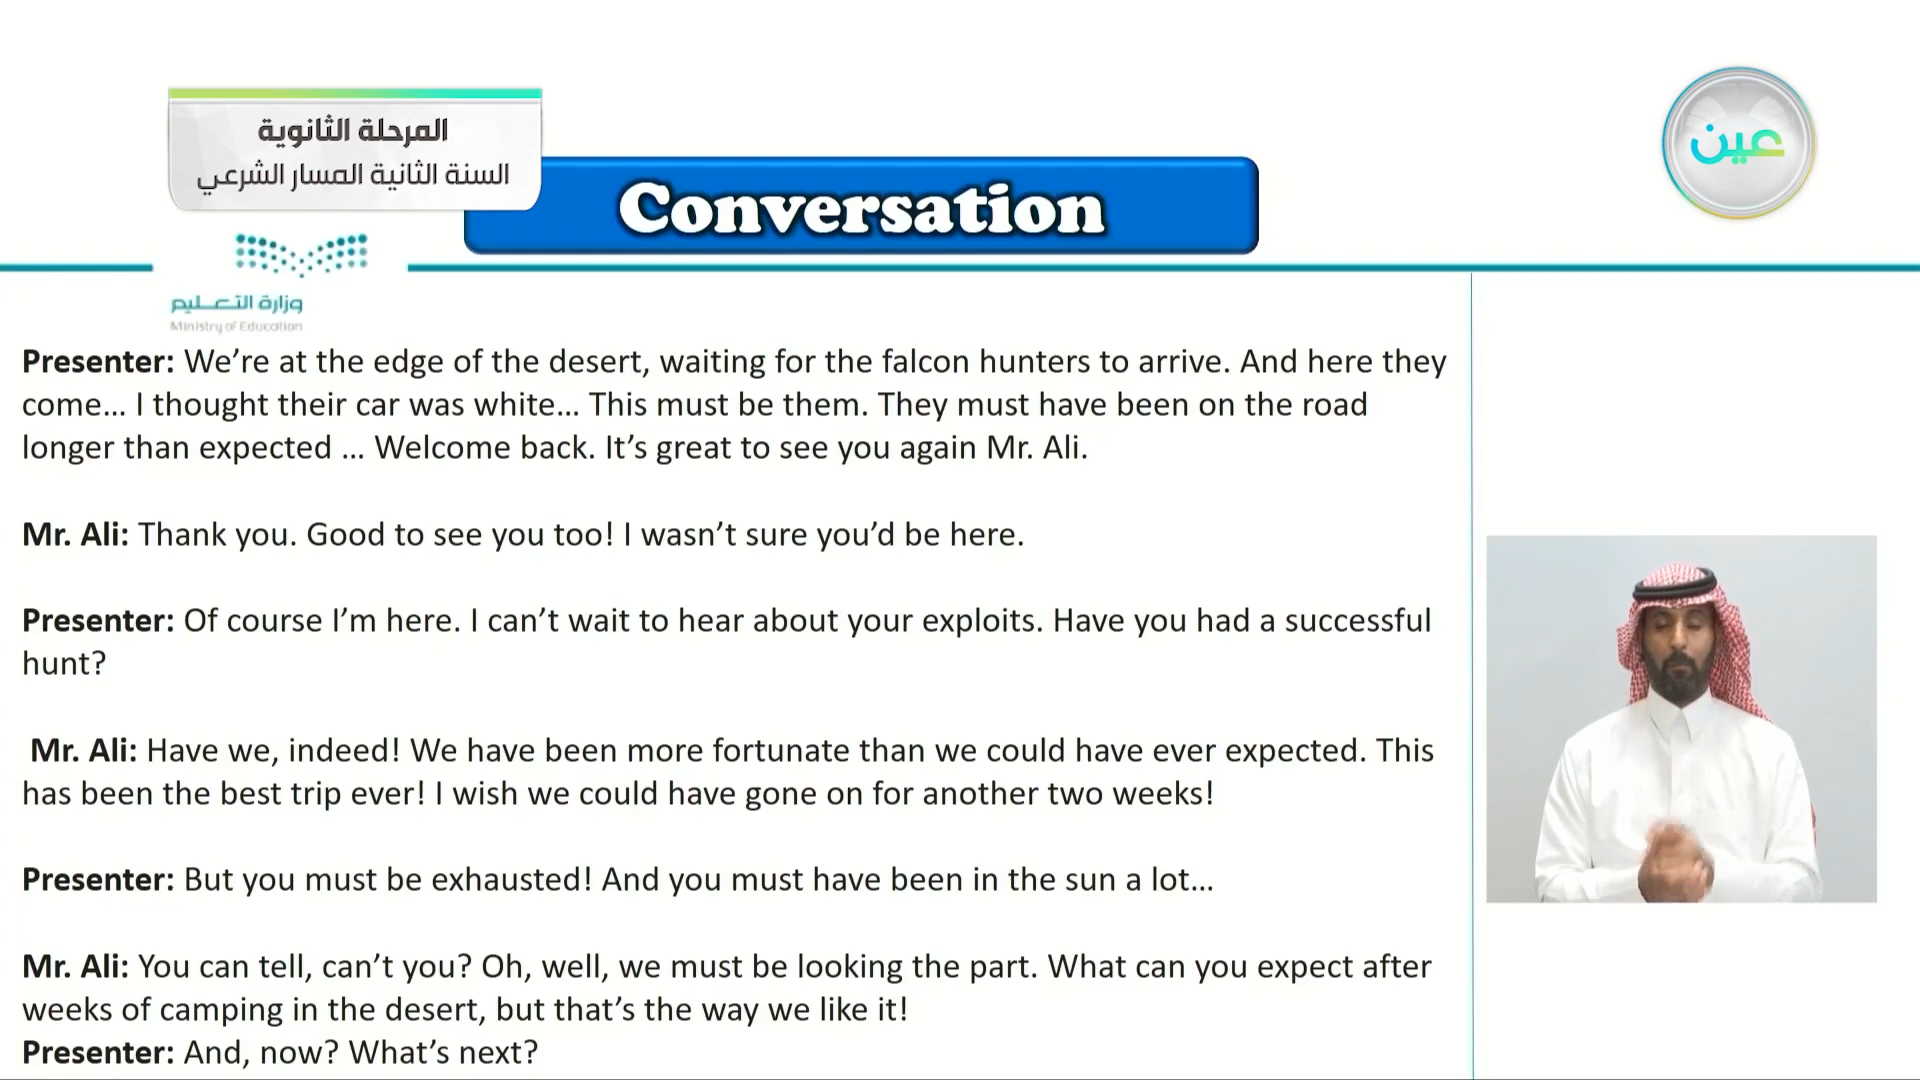 المرحلة الثانوية
السنة الثانية المسار الشرعي
عين
Conversation
وزارة التعليم
Ministry of Education
Presenter: We’re at the edge of the desert, waiting for the falcon hunters to arrive. And here they
come… I thought their car was white… This must be them. They must have been on the road
longer than expected … Welcome back. It’s great to see you again Mr. Ali.
Mr. Ali: Thank you. Good to see you too! I wasn’t sure you’d be here.
Presenter: Of course I’m here. I can’t wait to hear about your exploits. Have you had a successful
hunt?
Mr. Ali: Have we, indeed! We have been more fortunate than we could have ever expected. This
has been the best trip ever! I wish we could have gone on for another two weeks!
Presenter: But you must be exhausted! And you must have been in the sun a lot…
Mr. Ali: You can tell, can’t you? Oh, well, we must be looking the part. What can you expect after
weeks of camping in the desert, but that’s the way we like it!
Presenter: And, now? What’s next?